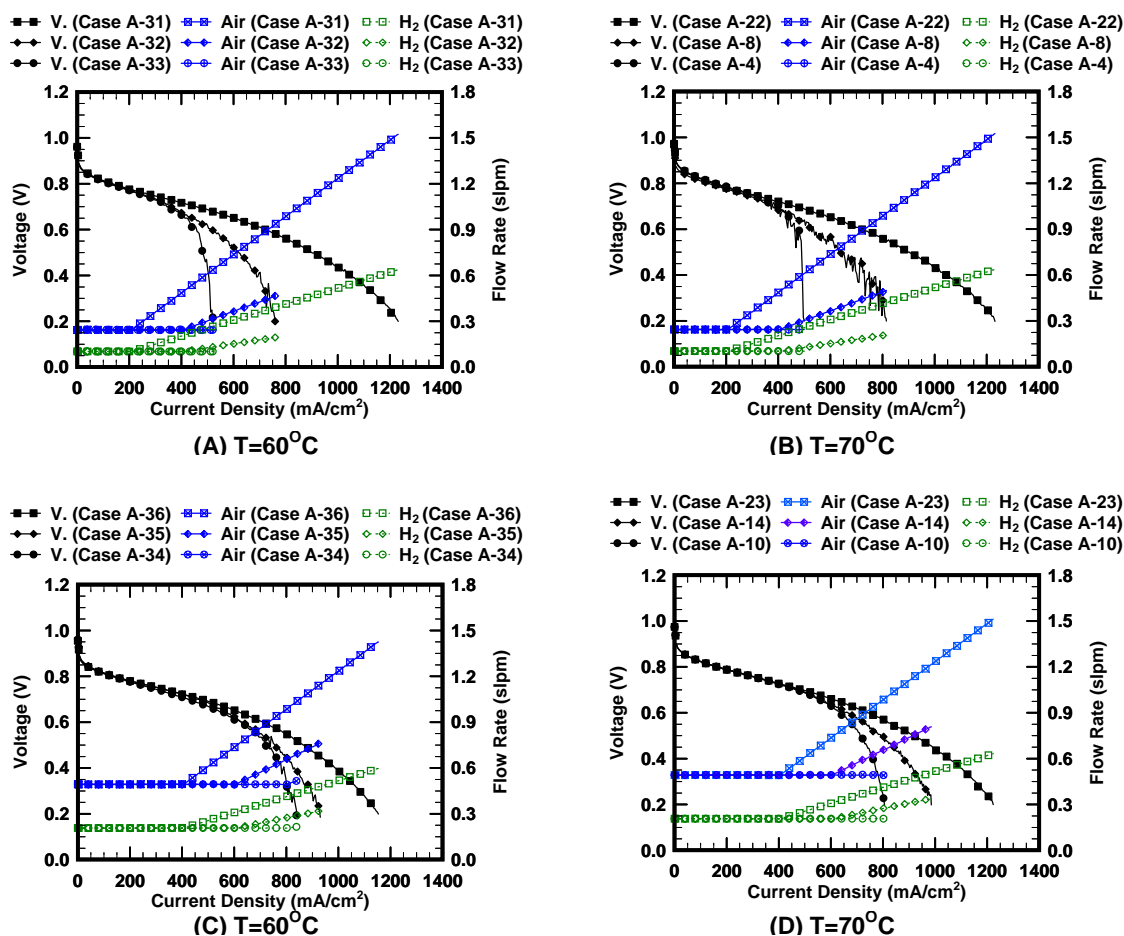 V. (Case A-31) Air (Case A-31) H₂ (Case A-31)
V. (Case A-32) Air (Case A-32) H₂ (Case A-32)
V. (Case A-33) Air (Case A-33) H₂ (Case A-33)
1.2 1.0 0.8 0.6 0.4 0.2 0.0
Voltage (V)
1.8 1.5 1.2 0.9 0.6 0.3 0.0
Flow Rate (slpm)
0 200 400 600 800 1000 1200 1400
Current Density (mA/cm²)
(A) T=60°C
V. (Case A-22) Air (Case A-22) H₂ (Case A-22)
V. (Case A-8) Air (Case A-8) H₂ (Case A-8)
V. (Case A-4) Air (Case A-4) H₂ (Case A-4)
1.2 1.0 0.8 0.6 0.4 0.2 0.0
Voltage (V)
1.8 1.5 1.2 0.9 0.6 0.3 0.0
Flow Rate (slpm)
0 200 400 600 800 1000 1200 1400
Current Density (mA/cm²)
(B) T=70°C
V. (Case A-36) Air (Case A-36) H₂ (Case A-36)
V. (Case A-35) Air (Case A-35) H₂ (Case A-35)
V. (Case A-34) Air (Case A-34) H₂ (Case A-34)
1.2 1.0 0.8 0.6 0.4 0.2 0.0
Voltage (V)
1.8 1.5 1.2 0.9 0.6 0.3 0.0
Flow Rate (slpm)
0 200 400 600 800 1000 1200 1400
Current Density (mA/cm²)
(C) T=60°C
V. (Case A-23) Air (Case A-23) H₂ (Case A-23)
V. (Case A-14) Air (Case A-14) H₂ (Case A-14)
V. (Case A-10) Air (Case A-10) H₂ (Case A-10)
1.2 1.0 0.8 0.6 0.4 0.2 0.0
Voltage (V)
1.8 1.5 1.2 0.9 0.6 0.3 0.0
Flow Rate (slpm)
0 200 400 600 800 1000 1200 1400
Current Density (mA/cm²)
(D) T=70°C